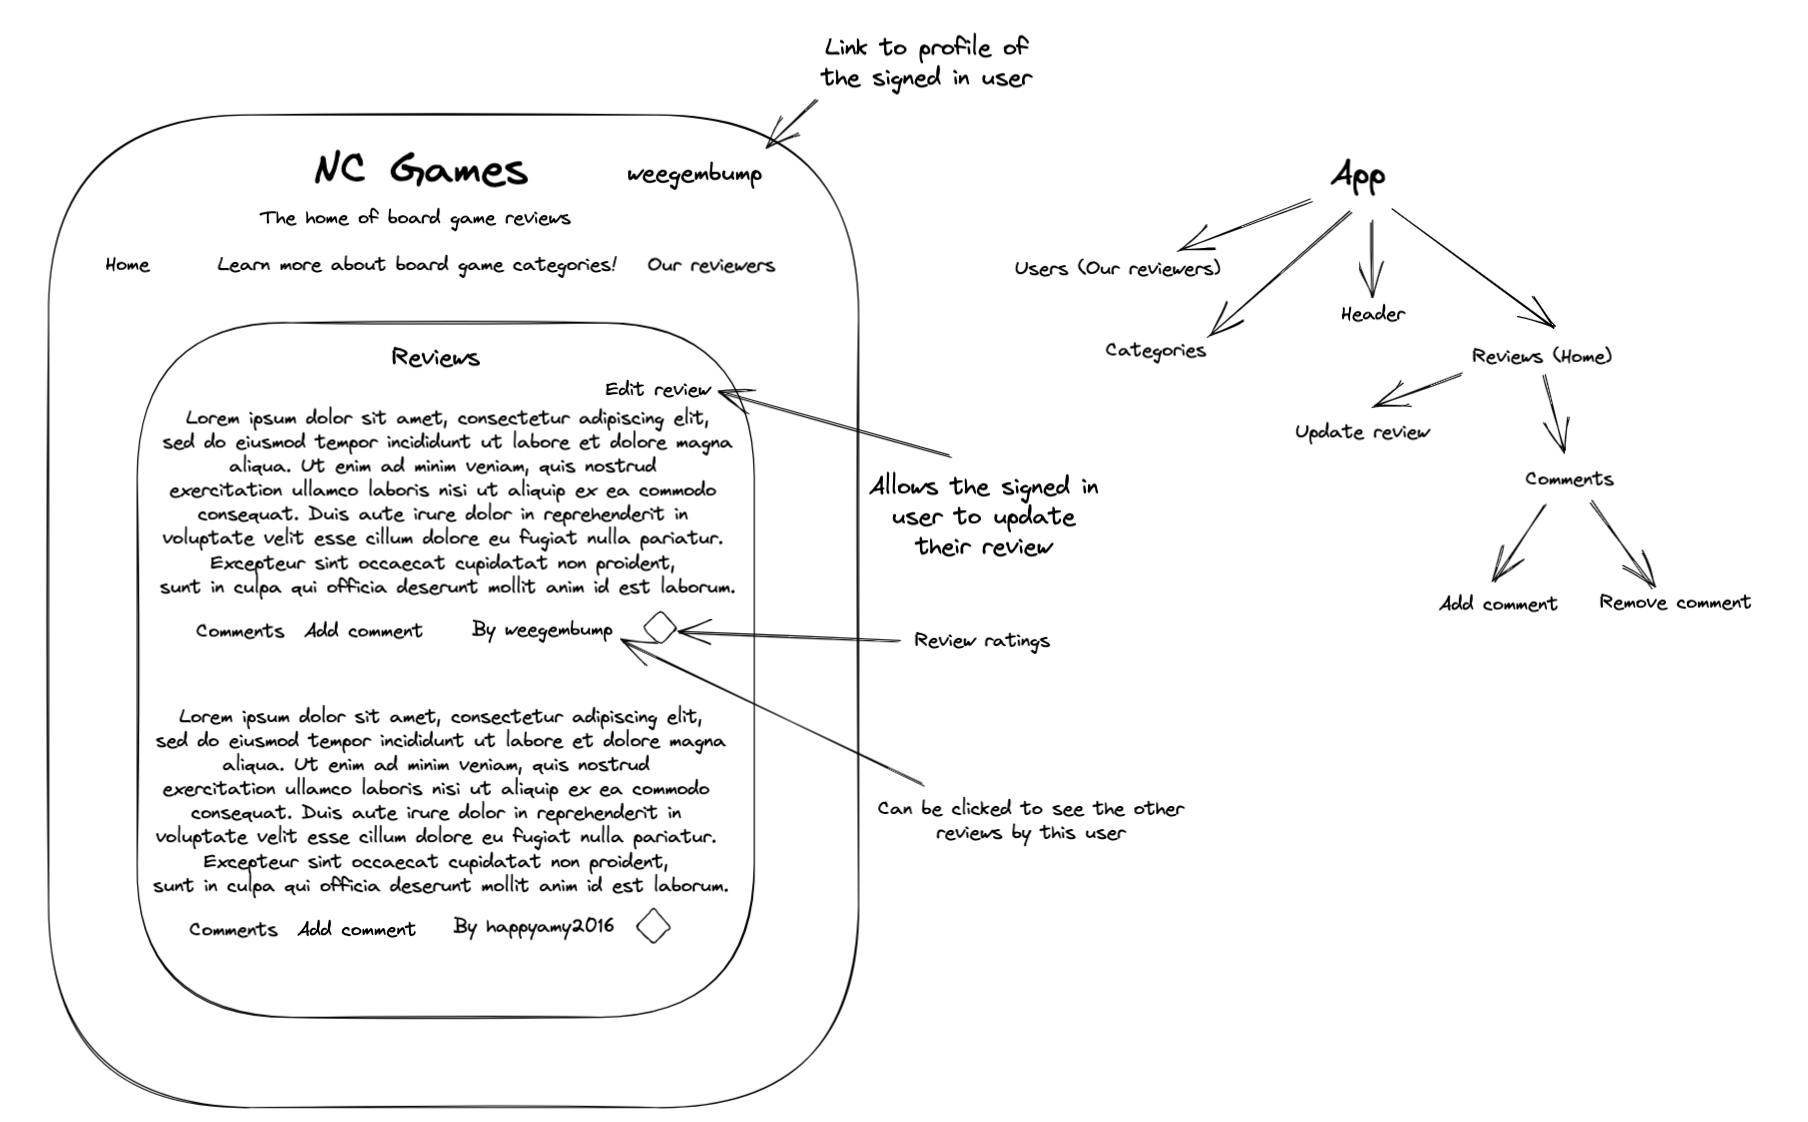 Link to profile of
the signed in user
NC Games
weegembump
The home of board game reviews
Home
Learn more about board game categories!
Our reviewers
Reviews
Edit review
Lorem ipsum dolor sit amet, consectetur adipiscing elit,
sed do eiusmod tempor incididunt ut labore et dolore magna
aliqua. Ut enim ad minim veniam, quis nostrud
exercitation ullamco laboris nisi ut aliquip ex ea commodo
consequat. Duis aute irure dolor in reprehenderit in
voluptate velit esse cillum dolore eu fugiat nulla pariatur.
Excepteur sint occaecat cupidatat non proident,
sunt in culpa qui officia deserunt mollit anim id est laborum.
Comments
Add comment
By weegembump
Lorem ipsum dolor sit amet, consectetur adipiscing elit,
sed do eiusmod tempor incididunt ut labore et dolore magna
aliqua. Ut enim ad minim veniam, quis nostrud
exercitation ullamco laboris nisi ut aliquip ex ea commodo
consequat. Duis aute irure dolor in reprehenderit in
voluptate velit esse cillum dolore eu fugiat nulla pariatur.
Excepteur sint occaecat cupidatat non proident,
sunt in culpa qui officia deserunt mollit anim id est laborum.
Comments
Add comment
By happyamy2016
Allows the signed in
user to update
their review
Review ratings
Can be clicked to see the other
reviews by this user
App
Users (Our reviewers)
Categories
Header
Reviews (Home)
Update review
Comments
Add comment
Remove comment